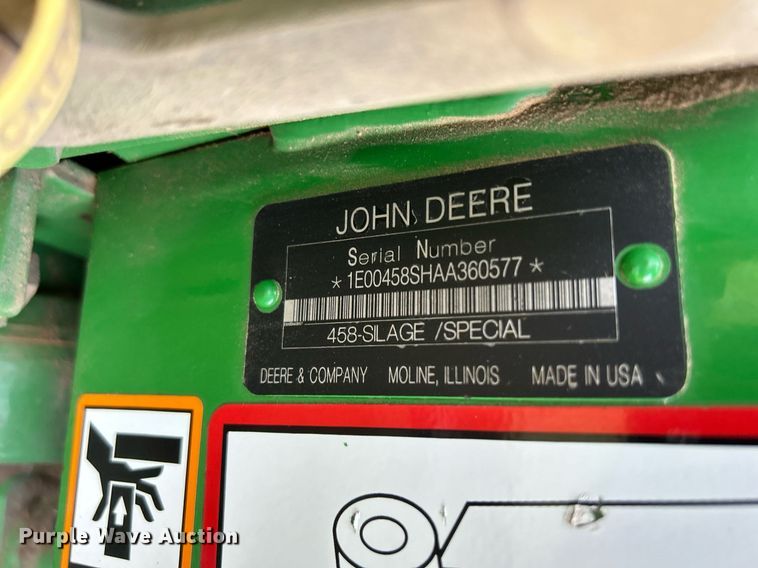 JOHN DEERE
Serial Number
*1E00458SHAA360577*
458-SILAGE /SPECIAL
DEERE & COMPANY MOLINE, ILLINOIS MADE IN USA
Purple Wave Auction